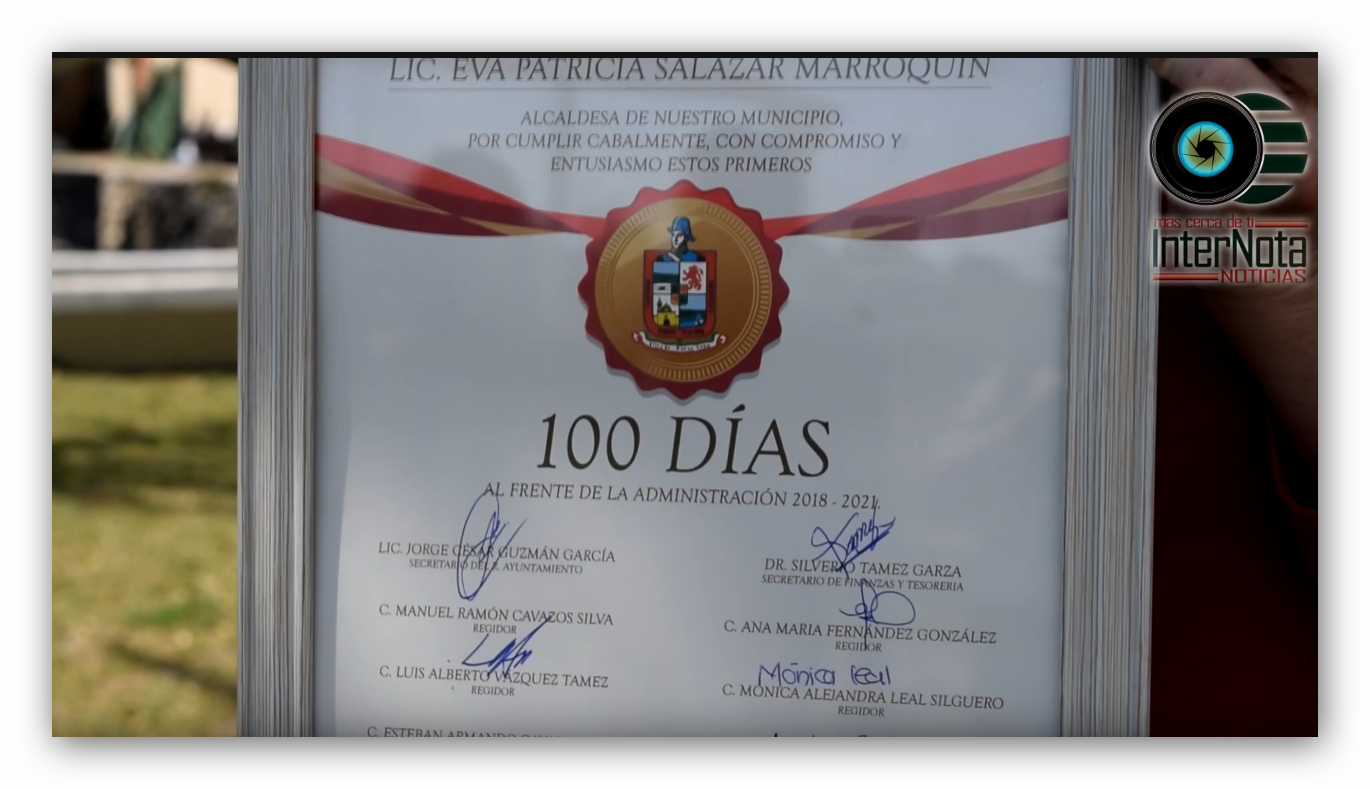 LIC. EVA PATRICIA SALAZAR MARROQUÍN
ALCALDESA DE NUESTRO MUNICIPIO,
POR CUMPLIR CABALMENTE, CON COMPROMISO Y
ENTUSIASMO ESTOS PRIMEROS
mas cerca de ti
InterNota
NOTICIAS
100 DÍAS
AL FRENTE DE LA ADMINISTRACIÓN 2018 - 2021.
LIC. JORGE CÉSAR GUZMÁN GARCÍA
SECRETARIO DEL R. AYUNTAMIENTO
DR. SILVERIO TAMEZ GARZA
SECRETARIO DE FINANZAS Y TESORERIA
C. MANUEL RAMÓN CAVAZOS SILVA
REGIDOR
C. ANA MARIA FERNÁNDEZ GONZÁLEZ
REGIDOR
C. LUIS ALBERTO VÁZQUEZ TAMEZ
REGIDOR
Mónica Leal
C. MÓNICA ALEJANDRA LEAL SILGUERO
REGIDOR
C. ESTEBAN ARMANDO